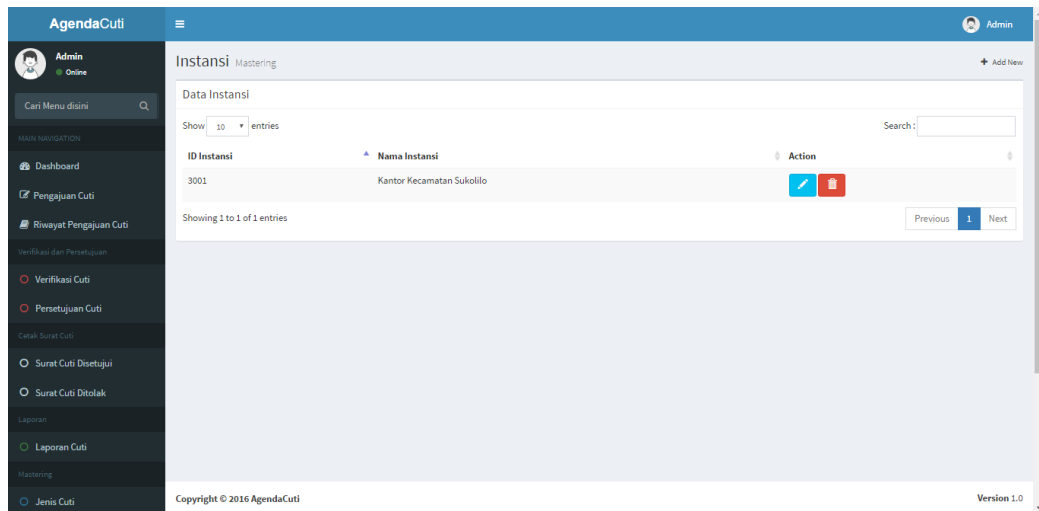 AgendaCuti
Admin
Admin
Online
Instansi Mastering
Add New
Cari Menu disini
MAIN NAVIGATION
Dashboard
Pengajuan Cuti
Riwayat Pengajuan Cuti
Verifikasi dan Persetujuan
Verifikasi Cuti
Persetujuan Cuti
Cetak Surat Cuti
Surat Cuti Disetujui
Surat Cuti Ditolak
Laporan
Laporan Cuti
Mastering
Jenis Cuti
Data Instansi
Show 10 entries
Search :
ID Instansi Nama Instansi Action
3001 Kantor Kecamatan Sukolilo
Showing 1 to 1 of 1 entries
Previous 1 Next
Copyright © 2016 AgendaCuti
Version 1.0